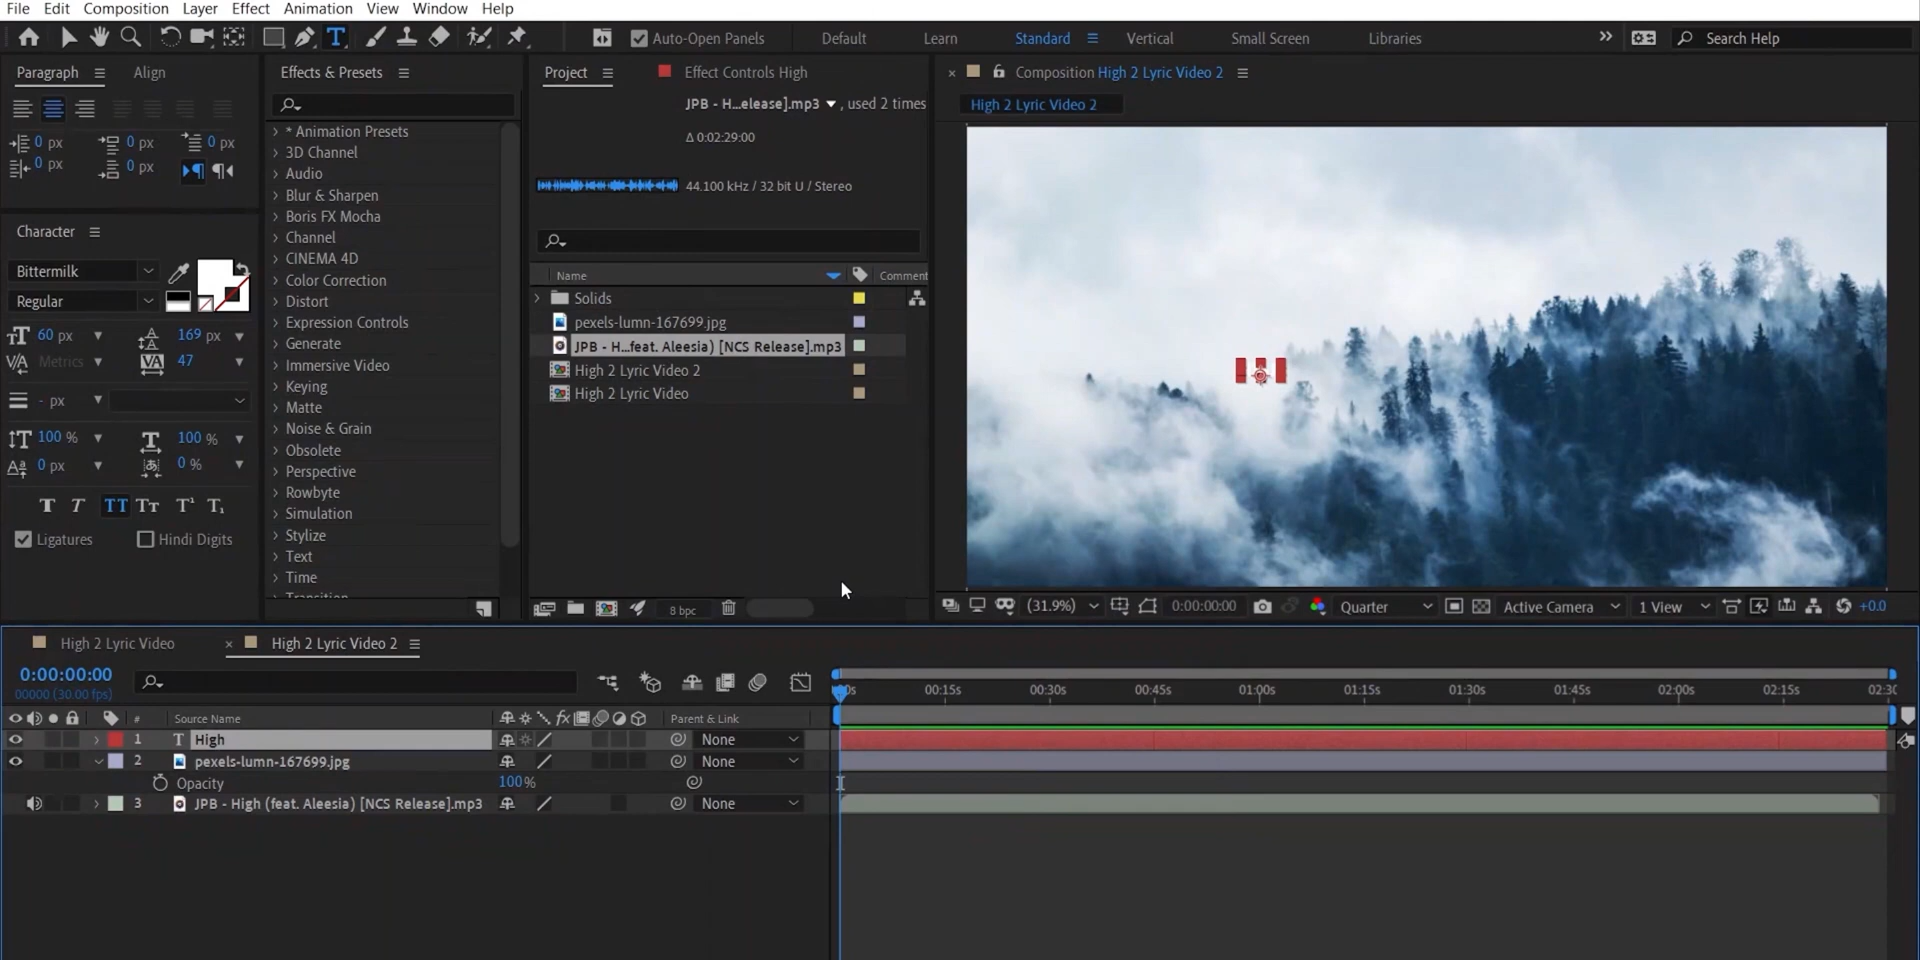 File Edit Composition Layer Effect Animation View Window Help
T Auto-Open Panels Default Learn Standard Vertical Small Screen Libraries Search Help
Paragraph Align
0 px 0 px 0 px
0 px 0 px
Character
Bittermilk
Regular
60 px 169 px
Metrics 47
- px
100 % 100 %
0 px 0 %
T T TT Tt T¹ T₁
Ligatures Hindi Digits
Effects & Presets
* Animation Presets
3D Channel
Audio
Blur & Sharpen
Boris FX Mocha
Channel
CINEMA 4D
Color Correction
Distort
Expression Controls
Generate
Immersive Video
Keying
Matte
Noise & Grain
Obsolete
Perspective
Rowbyte
Simulation
Stylize
Text
Time
Transition
Project Effect Controls High
JPB - H...elease].mp3 , used 2 times
Δ 0:02:29:00
44.100 kHz / 32 bit U / Stereo
Name Comment
Solids
pexels-lumn-167699.jpg
JPB - H...feat. Aleesia) [NCS Release].mp3
High 2 Lyric Video 2
High 2 Lyric Video
8 bpc
Composition High 2 Lyric Video 2
High 2 Lyric Video 2
(31.9%) 0:00:00:00 Quarter Active Camera 1 View +0.0
High 2 Lyric Video High 2 Lyric Video 2
0:00:00:00
00000 (30.00 fps)
00s 00:15s 00:30s 00:45s 01:00s 01:15s 01:30s 01:45s 02:00s 02:15s 02:30
# Source Name fx Parent & Link
1 T High None
2 pexels-lumn-167699.jpg None
Opacity 100%
3 JPB - High (feat. Aleesia) [NCS Release].mp3 None